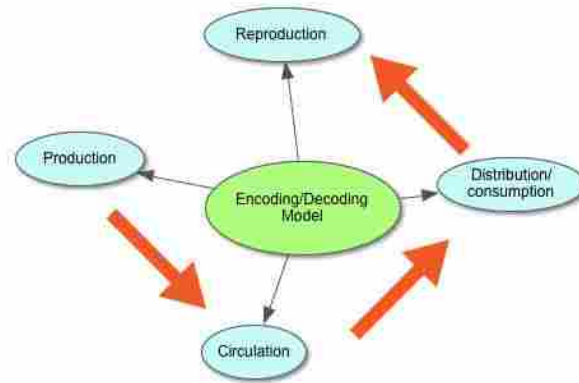 Reproduction
Production
Encoding/Decoding
Model
Distribution/
consumption
Circulation